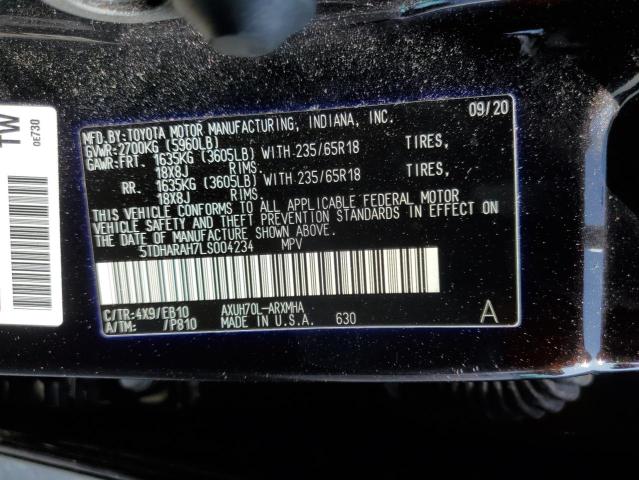 TW
0E730
MFD.BY:TOYOTA MOTOR MANUFACTURING, INDIANA, INC. 09/20
GVWR:2700KG (5960LB)
GAWR:FRT. 1635KG (3605LB)WITH 235/65R18 TIRES,
18X8J RIMS
RR. 1635KG (3605LB)WITH 235/65R18 TIRES,
18X8J RIMS
THIS VEHICLE CONFORMS TO ALL APPLICABLE FEDERAL MOTOR
VEHICLE SAFETY AND THEFT PREVENTION STANDARDS IN EFFECT ON
THE DATE OF MANUFACTURE SHOWN ABOVE.
5TDHARAH7LS004234 MPV
C/TR:4X9/EB10 AXUH70L-ARXMHA
A/TM: /P810 MADE IN U.S.A. 630 A